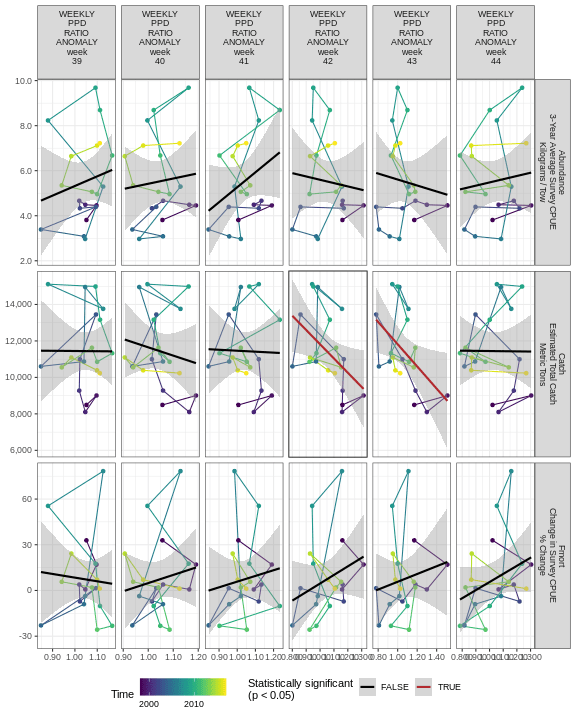 WEEKLY PPD RATIO ANOMALY week 39
WEEKLY PPD RATIO ANOMALY week 40
WEEKLY PPD RATIO ANOMALY week 41
WEEKLY PPD RATIO ANOMALY week 42
WEEKLY PPD RATIO ANOMALY week 43
WEEKLY PPD RATIO ANOMALY week 44
10.0
8.0
6.0
4.0
2.0
Abundance
3-Year Average Survey CPUE
Kilograms / Tow
14,000
12,000
10,000
8,000
6,000
Catch
Estimated Total Catch
Metric Tons
60
30
0
-30
Fmort
Change in Survey CPUE
% Change
0.90 1.00 1.10
0.90 1.00 1.10 1.20
0.90 1.00 1.10 1.20
0.80 1.00 1.20 1.40
Time
2000 2010
Statistically significant
(p < 0.05)
FALSE
TRUE